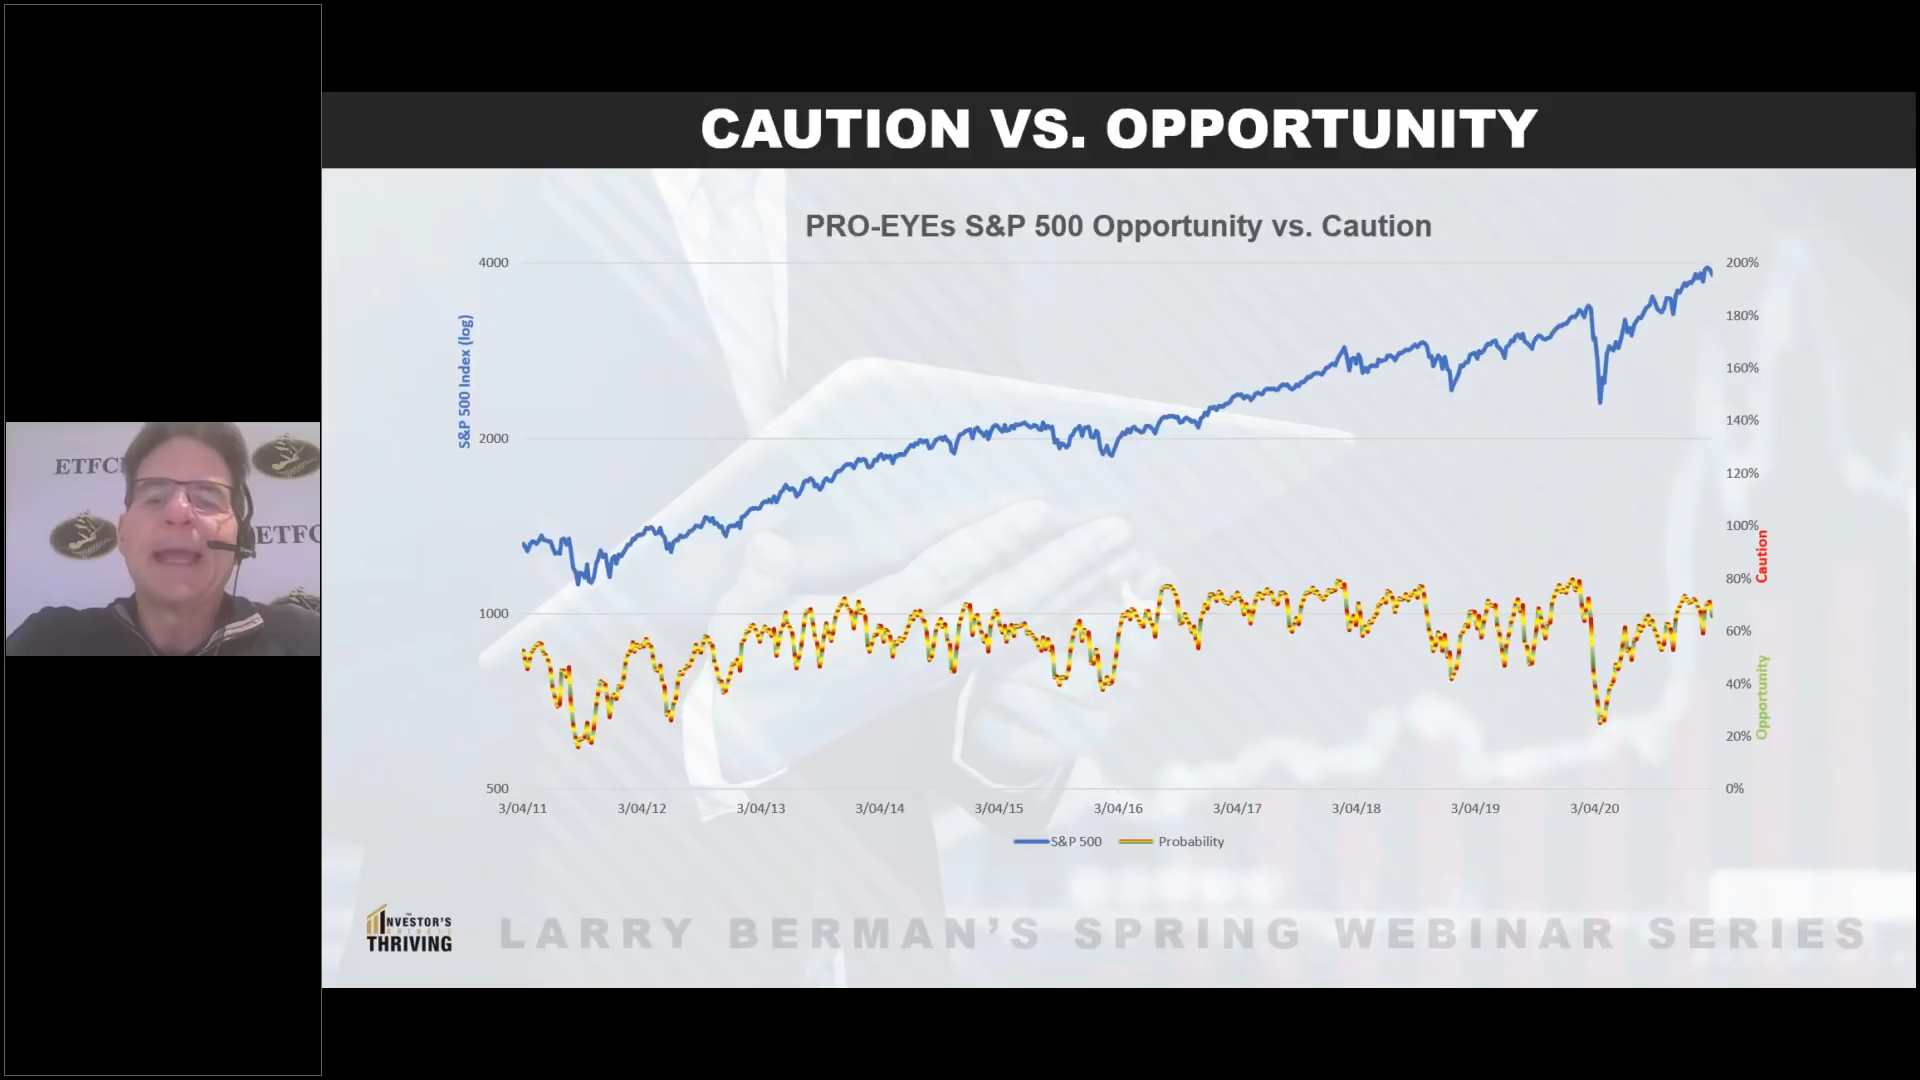 CAUTION VS. OPPORTUNITY
PRO-EYEs S&P 500 Opportunity vs. Caution
4000
2000
1000
500
S&P 500 Index (log)
200%
180%
160%
140%
120%
100%
80%
60%
40%
20%
0%
Caution
Opportunity
3/04/11 3/04/12 3/04/13 3/04/14 3/04/15 3/04/16 3/04/17 3/04/18 3/04/19 3/04/20
S&P 500 Probability
ETFC
ETFC
INVESTOR'S
THRIVING
LARRY BERMAN'S SPRING WEBINAR SERIES